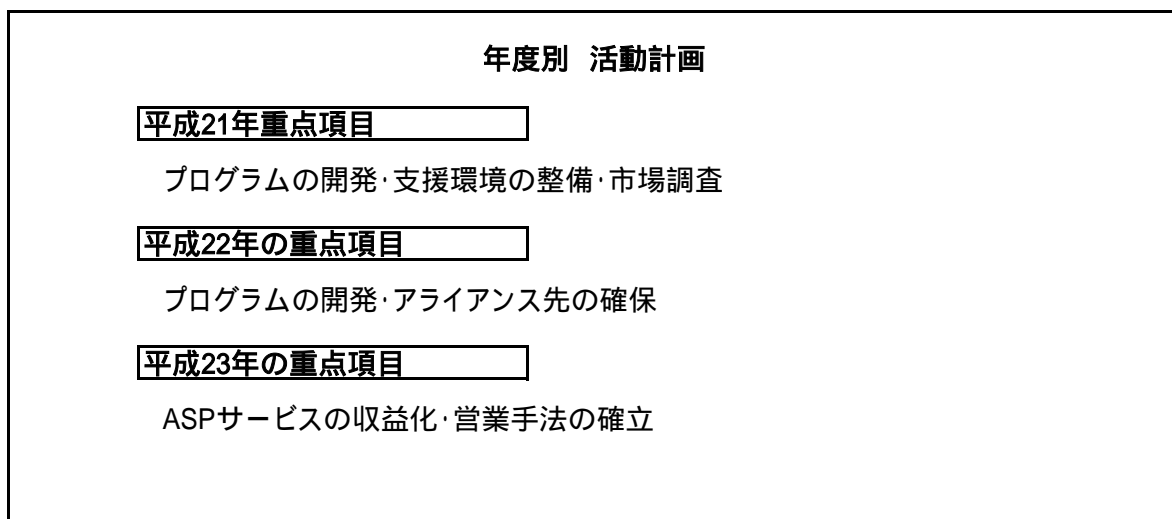 年度別 活動計画
平成21年重点項目
プログラムの開発・支援環境の整備・市場調査
平成22年の重点項目
プログラムの開発・アライアンス先の確保
平成23年の重点項目
ASPサービスの収益化・営業手法の確立